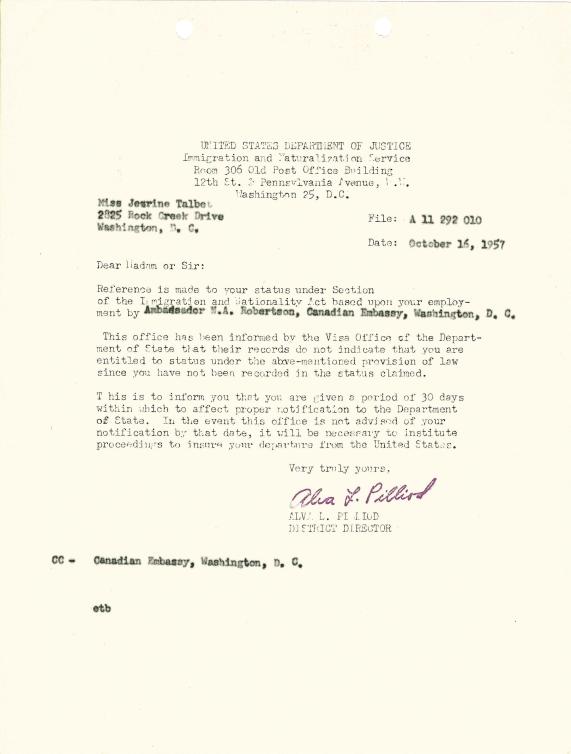 UNITED STATES DEPARTMENT OF JUSTICE
Immigration and Naturalization Service
Room 306 Old Post Office Building
12th St. & Pennsylvania Avenue, N.W.
Washington 25, D.C.
Miss Jessine Talbot
2825 Rock Creek Drive
Washington, D. C.
File: A 11 292 010
Date: October 16, 1957
Dear Madam or Sir:
Reference is made to your status under Section
of the Immigration and Nationality Act based upon your employ-
ment by Ambassador N.A. Robertson, Canadian Embassy, Washington, D. C.
This office has been informed by the Visa Office of the Depart-
ment of State that their records do not indicate that you are
entitled to status under the above-mentioned provision of law
since you have not been recorded in the status claimed.
T his is to inform you that you are given a period of 30 days
within which to affect proper notification to the Department
of State. In the event this office is not advised of your
notification by that date, it will be necessary to institute
proceedings to insure your departure from the United States.
Very truly yours,
Alva L. Pilliod
ALVA L. PILLIOD
DISTRICT DIRECTOR
CC - Canadian Embassy, Washington, D. C.
etb